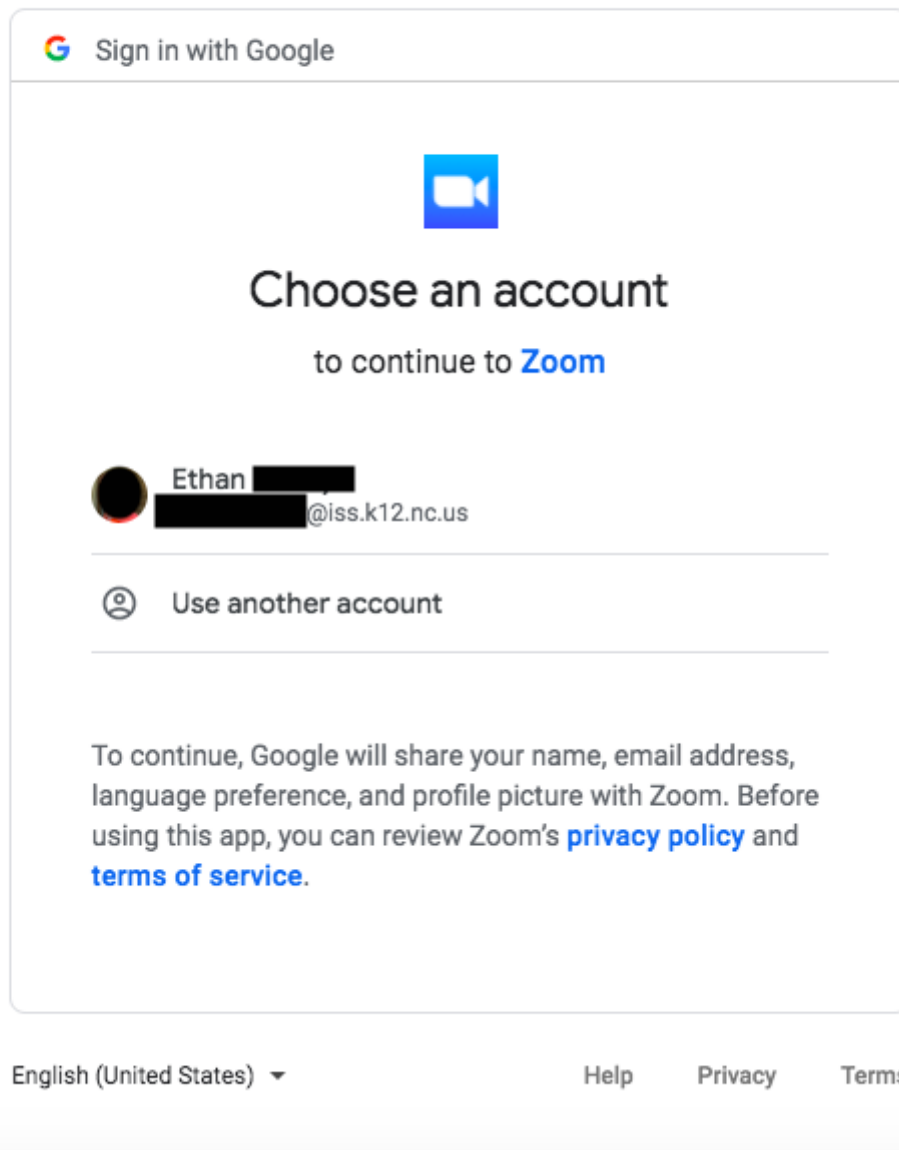 Sign in with Google
Choose an account
to continue to Zoom
Ethan
@iss.k12.nc.us
Use another account
To continue, Google will share your name, email address,
language preference, and profile picture with Zoom. Before
using this app, you can review Zoom's privacy policy and
terms of service.
English (United States) Help Privacy Terms